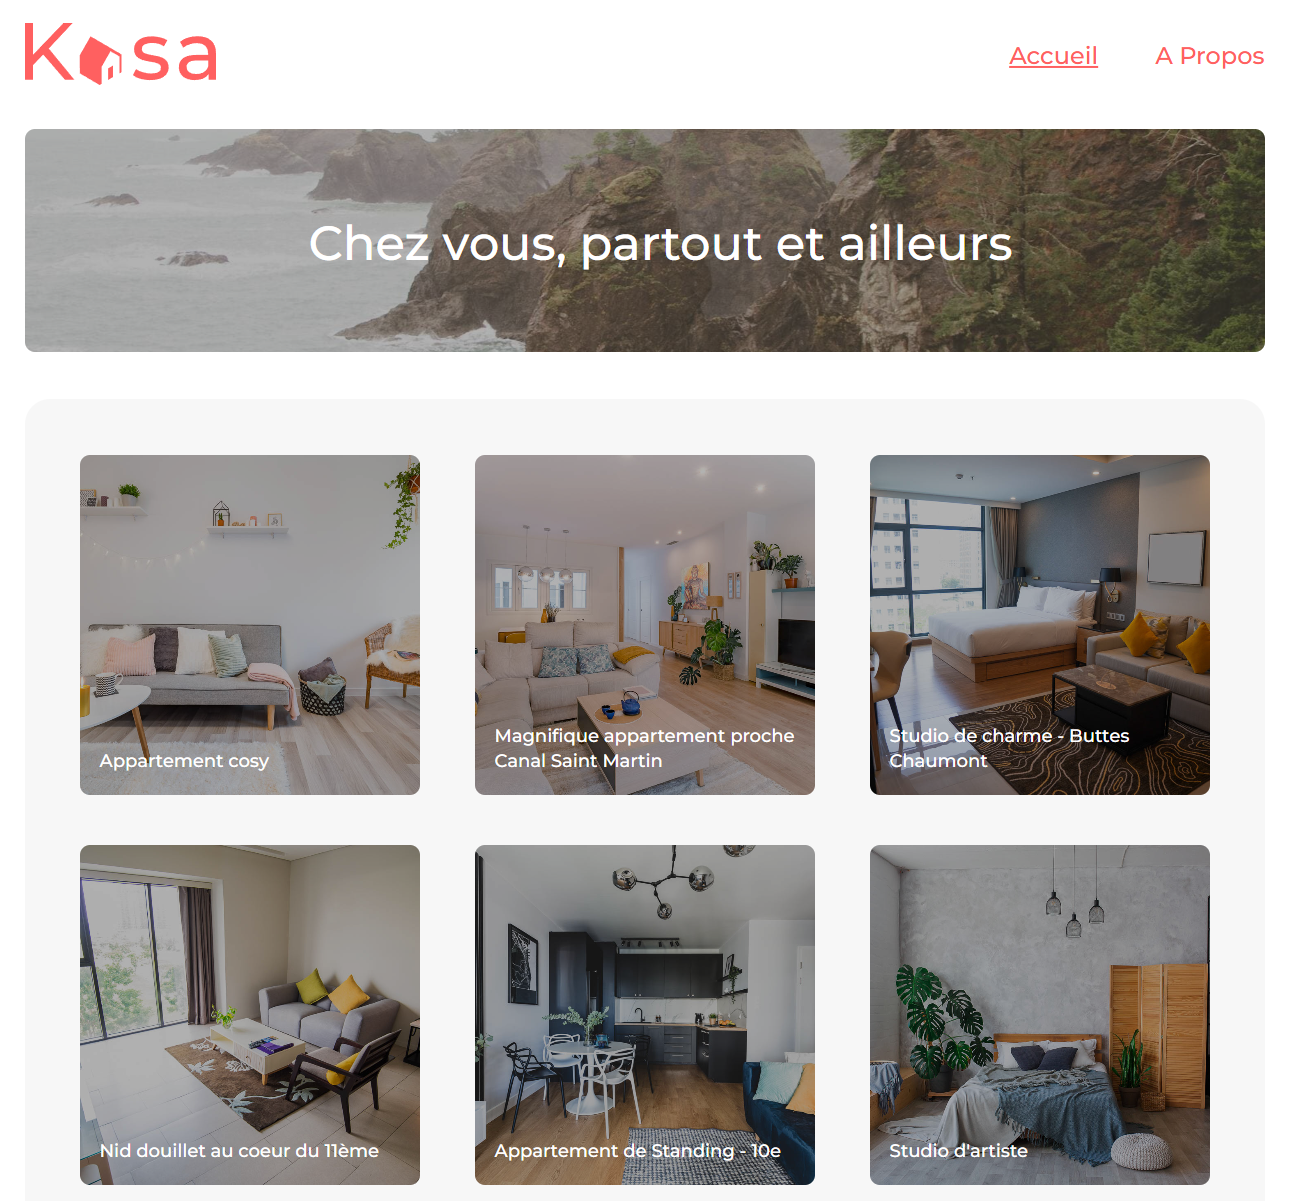 Kasa
Accueil
A Propos
Chez vous, partout et ailleurs
Appartement cosy
Magnifique appartement proche
Canal Saint Martin
Studio de charme - Buttes
Chaumont
Nid douillet au coeur du 11ème
Appartement de Standing - 10e
Studio d'artiste